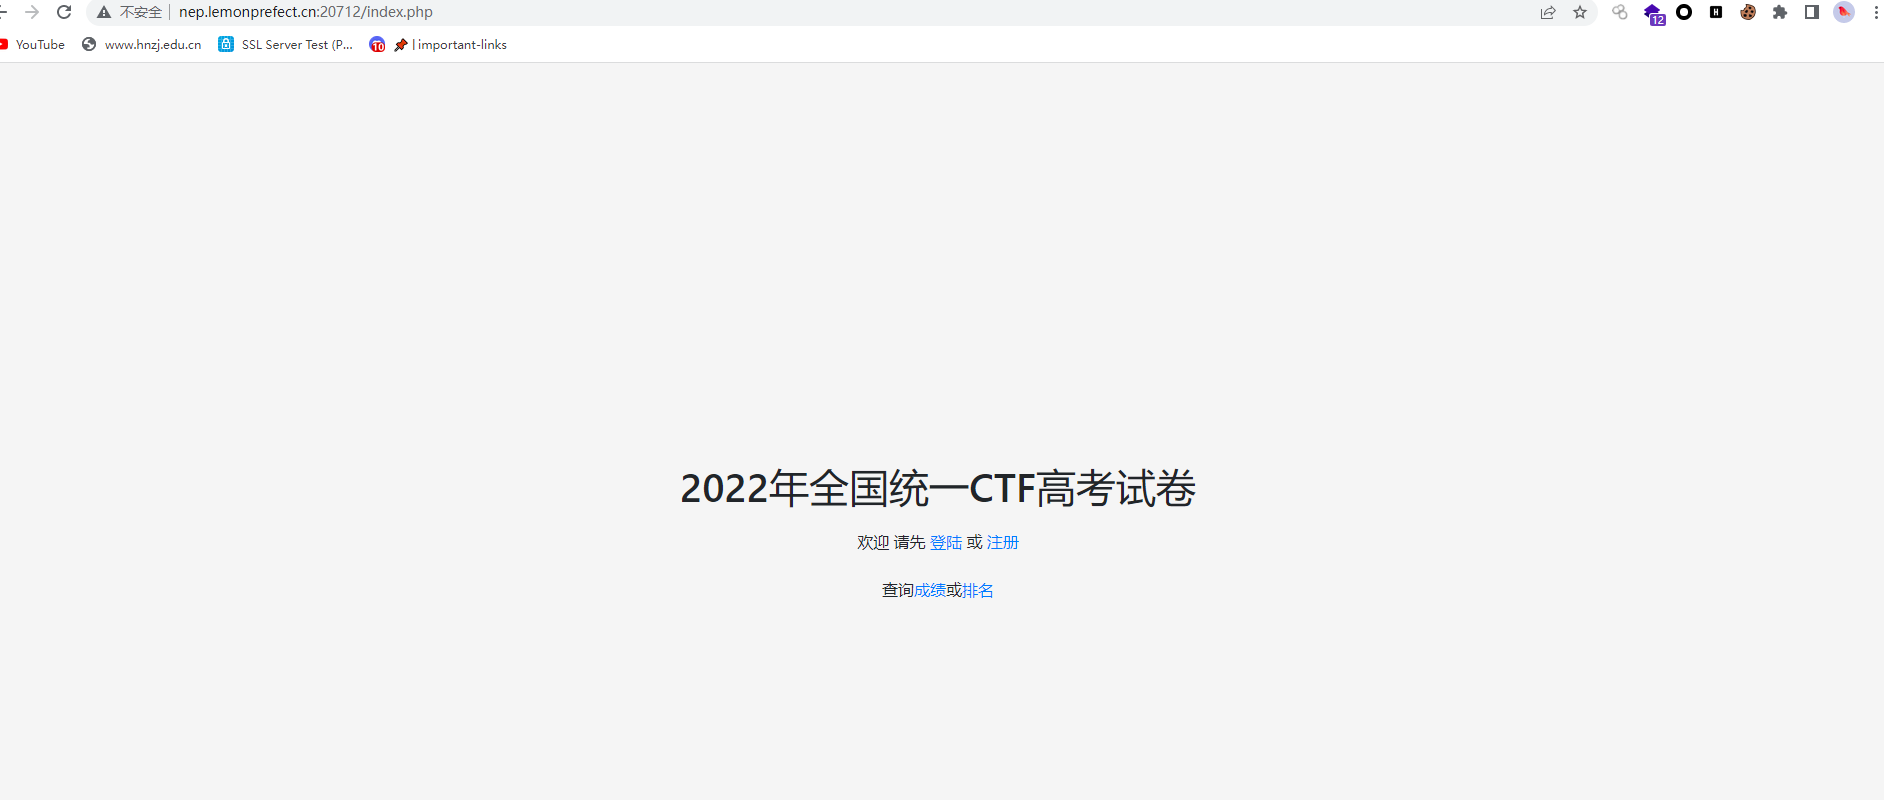 不安全 nep.lemonprefect.cn:20712/index.php
12
YouTube www.hnzj.edu.cn SSL Server Test (P... 10 | important-links
2022年全国统一CTF高考试卷
欢迎 请先 登陆 或 注册
查询成绩或排名